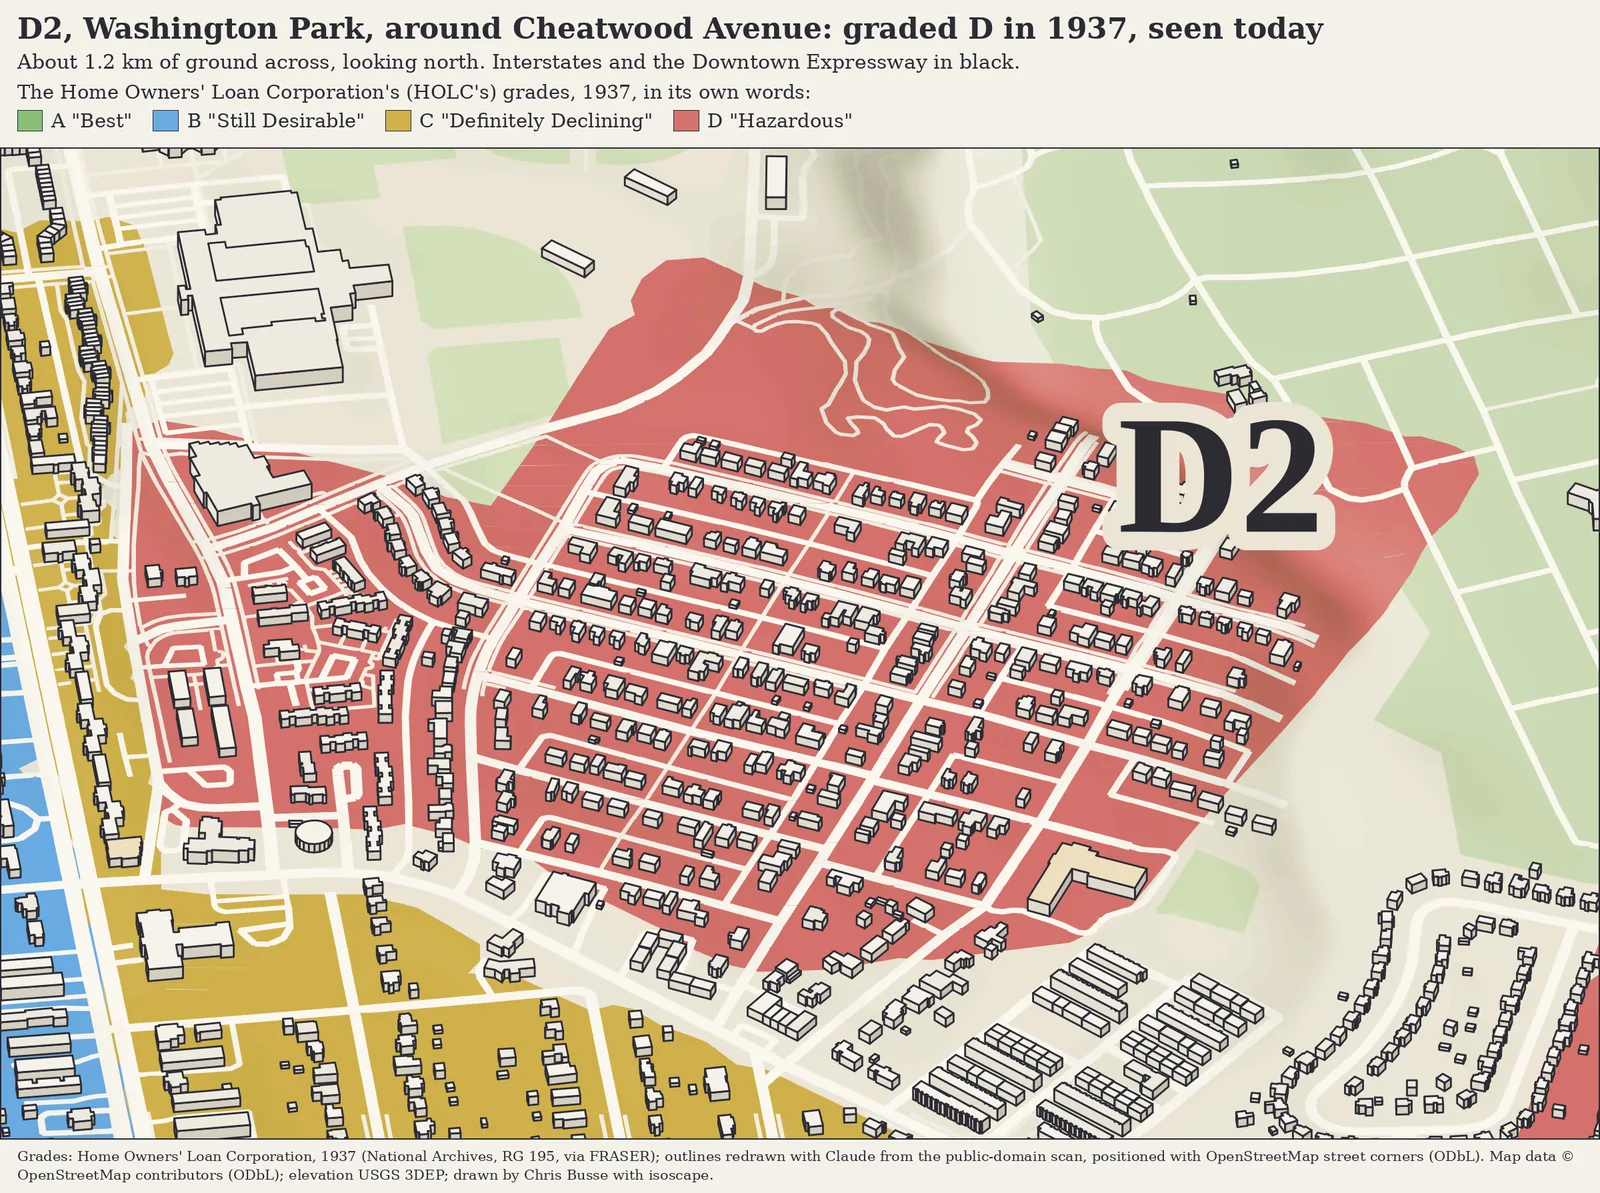 D2, Washington Park, around Cheatwood Avenue: graded D in 1937, seen today
About 1.2 km of ground across, looking north. Interstates and the Downtown Expressway in black.
The Home Owners' Loan Corporation's (HOLC's) grades, 1937, in its own words:
A "Best" B "Still Desirable" C "Definitely Declining" D "Hazardous"
D2
Grades: Home Owners' Loan Corporation, 1937 (National Archives, RG 195, via FRASER); outlines redrawn with Claude from the public-domain scan, positioned with OpenStreetMap street corners (ODbL). Map data ©
OpenStreetMap contributors (ODbL); elevation USGS 3DEP; drawn by Chris Busse with isoscape.